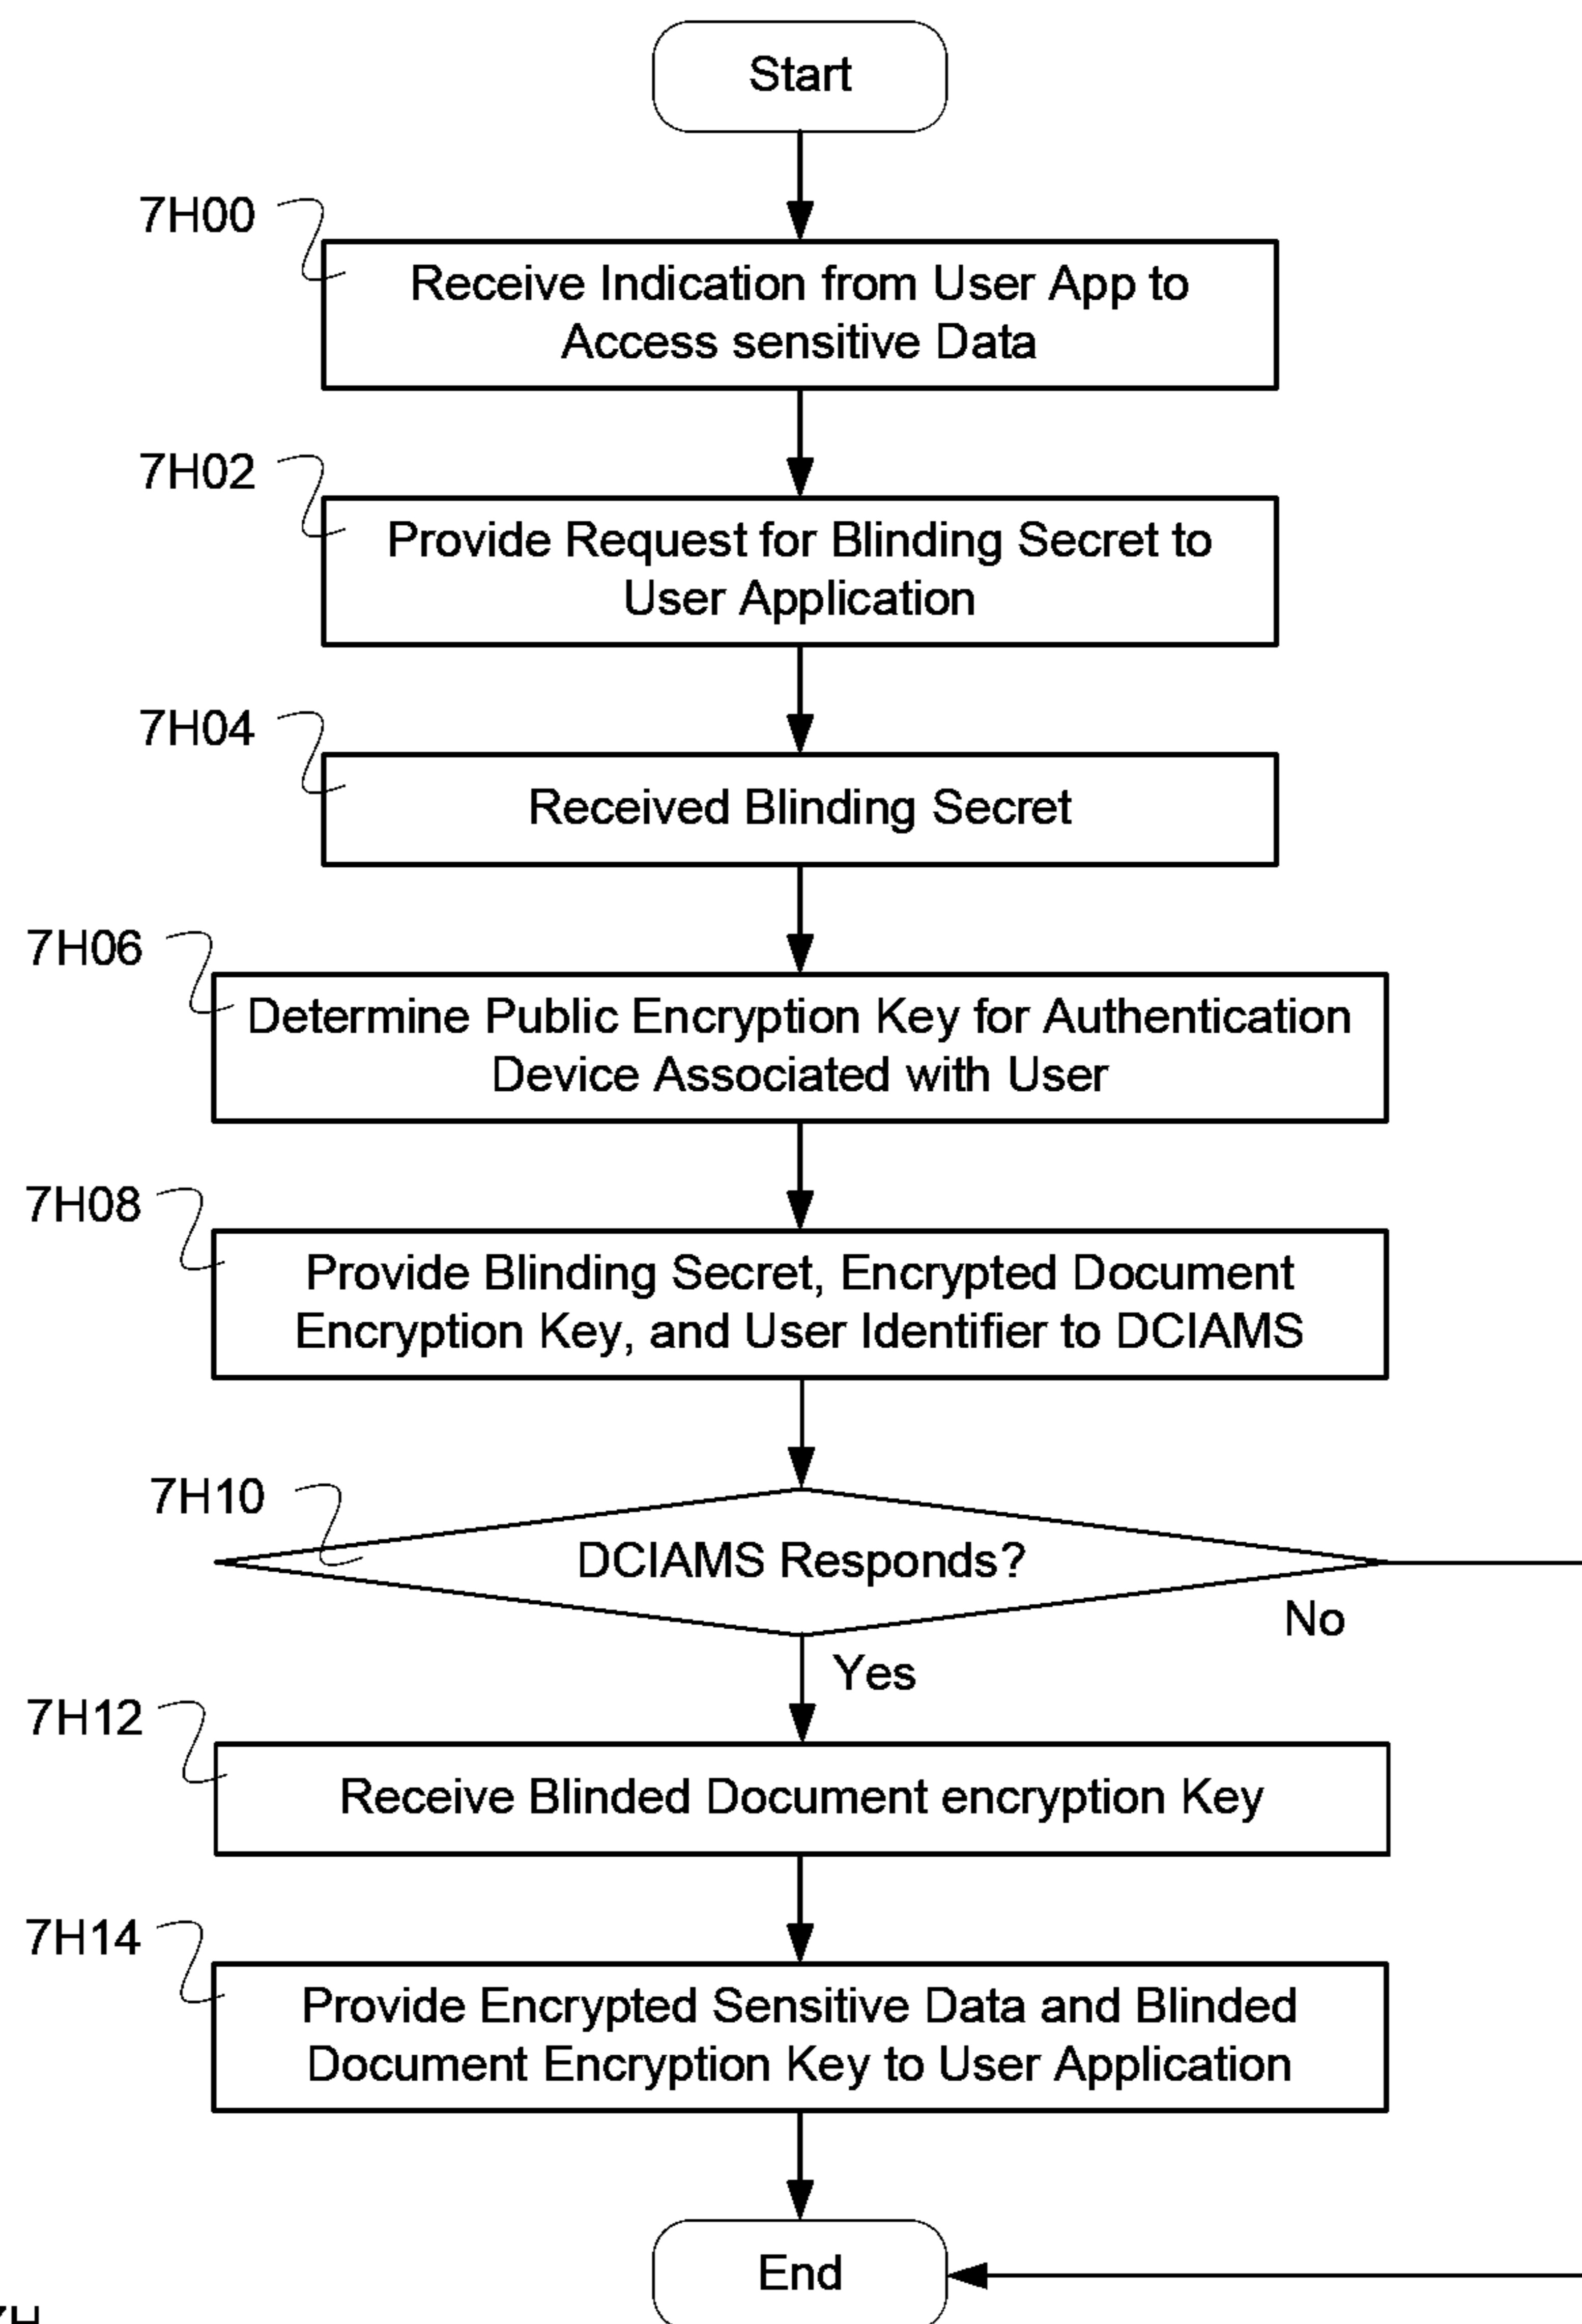 Start
7H00
Receive Indication from User App to
Access sensitive Data
7H02
Provide Request for Blinding Secret to
User Application
7H04
Received Blinding Secret
7H06
Determine Public Encryption Key for Authentication
Device Associated with User
7H08
Provide Blinding Secret, Encrypted Document
Encryption Key, and User Identifier to DCIAMS
7H10
DCIAMS Responds?
No
Yes
7H12
Receive Blinded Document encryption Key
7H14
Provide Encrypted Sensitive Data and Blinded
Document Encryption Key to User Application
End